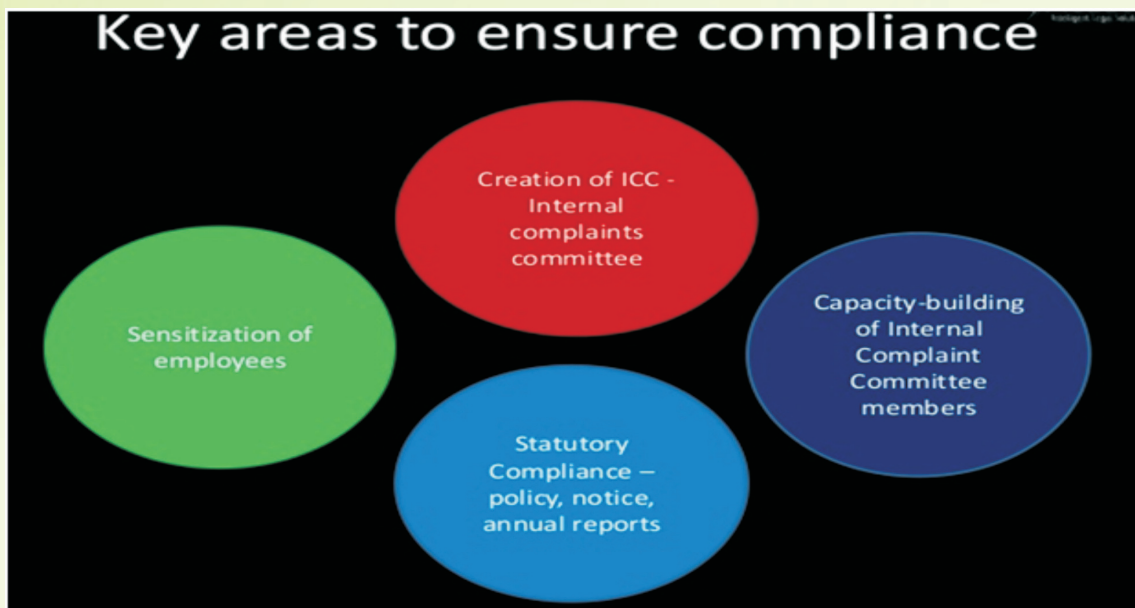 Key areas to ensure compliance
Creation of ICC -
Internal
complaints
committee
Sensitization of
employees
Capacity-building
of Internal
Complaint
Committee
members
Statutory
Compliance –
policy, notice,
annual reports